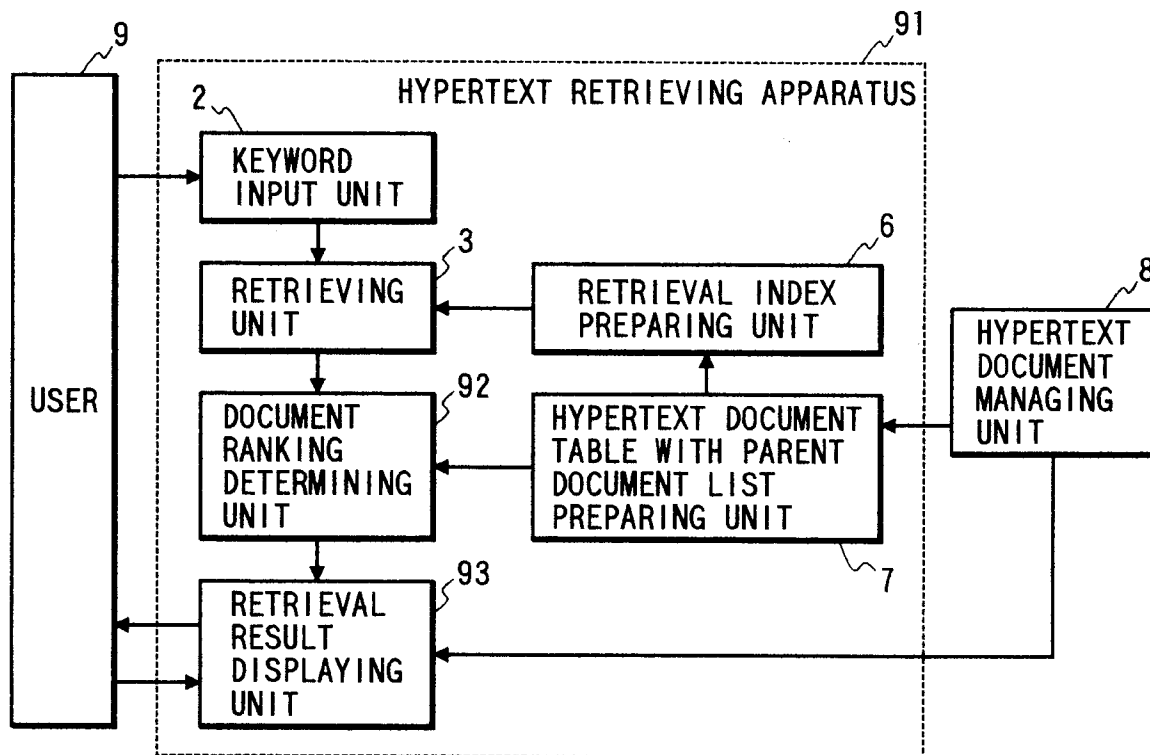 9
91
HYPERTEXT RETRIEVING APPARATUS
2
KEYWORD
INPUT UNIT
3
RETRIEVING
UNIT
6
RETRIEVAL INDEX
PREPARING UNIT
8
HYPERTEXT
DOCUMENT
MANAGING
UNIT
USER
92
DOCUMENT
RANKING
DETERMINING
UNIT
HYPERTEXT DOCUMENT
TABLE WITH PARENT
DOCUMENT LIST
PREPARING UNIT
7
93
RETRIEVAL
RESULT
DISPLAYING
UNIT